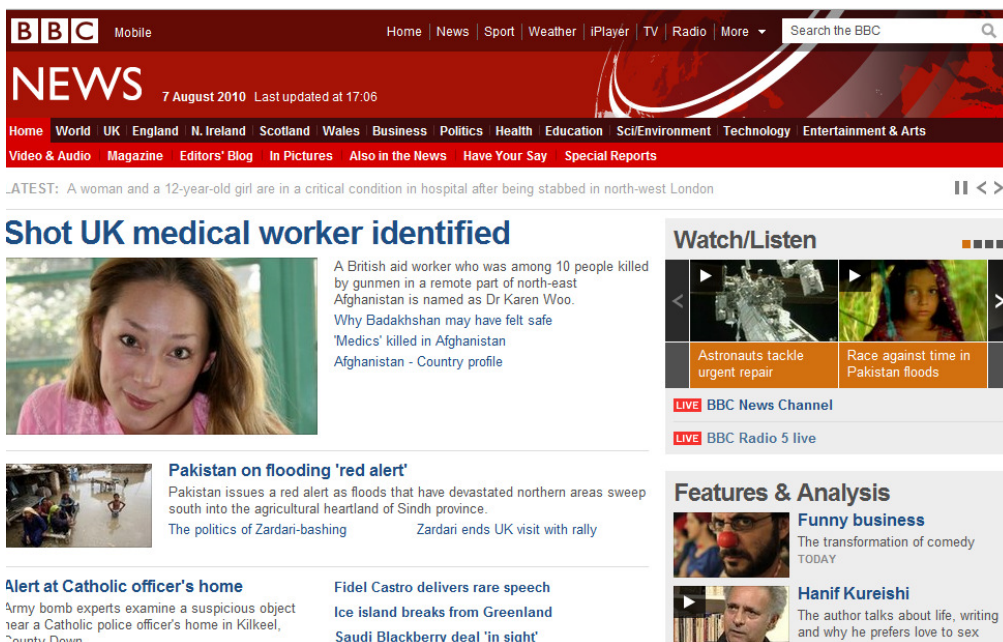 BBC Mobile
Home News Sport Weather iPlayer TV Radio More Search the BBC
NEWS 7 August 2010 Last updated at 17:06
Home World UK England N. Ireland Scotland Wales Business Politics Health Education Sci/Environment Technology Entertainment & Arts
Video & Audio Magazine Editors' Blog In Pictures Also in the News Have Your Say Special Reports
LATEST: A woman and a 12-year-old girl are in a critical condition in hospital after being stabbed in north-west London
Shot UK medical worker identified
A British aid worker who was among 10 people killed
by gunmen in a remote part of north-east
Afghanistan is named as Dr Karen Woo.
Why Badakhshan may have felt safe
'Medics' killed in Afghanistan
Afghanistan - Country profile
Pakistan on flooding 'red alert'
Pakistan issues a red alert as floods that have devastated northern areas sweep
south into the agricultural heartland of Sindh province.
The politics of Zardari-bashing
Zardari ends UK visit with rally
Alert at Catholic officer's home
Army bomb experts examine a suspicious object
near a Catholic police officer's home in Kilkeel,
County Down
Fidel Castro delivers rare speech
Ice island breaks from Greenland
Saudi Blackberry deal 'in sight'
Watch/Listen
Astronauts tackle
urgent repair
Race against time in
Pakistan floods
LIVE BBC News Channel
LIVE BBC Radio 5 live
Features & Analysis
Funny business
The transformation of comedy
TODAY
Hanif Kureishi
The author talks about life, writing
and why he prefers love to sex